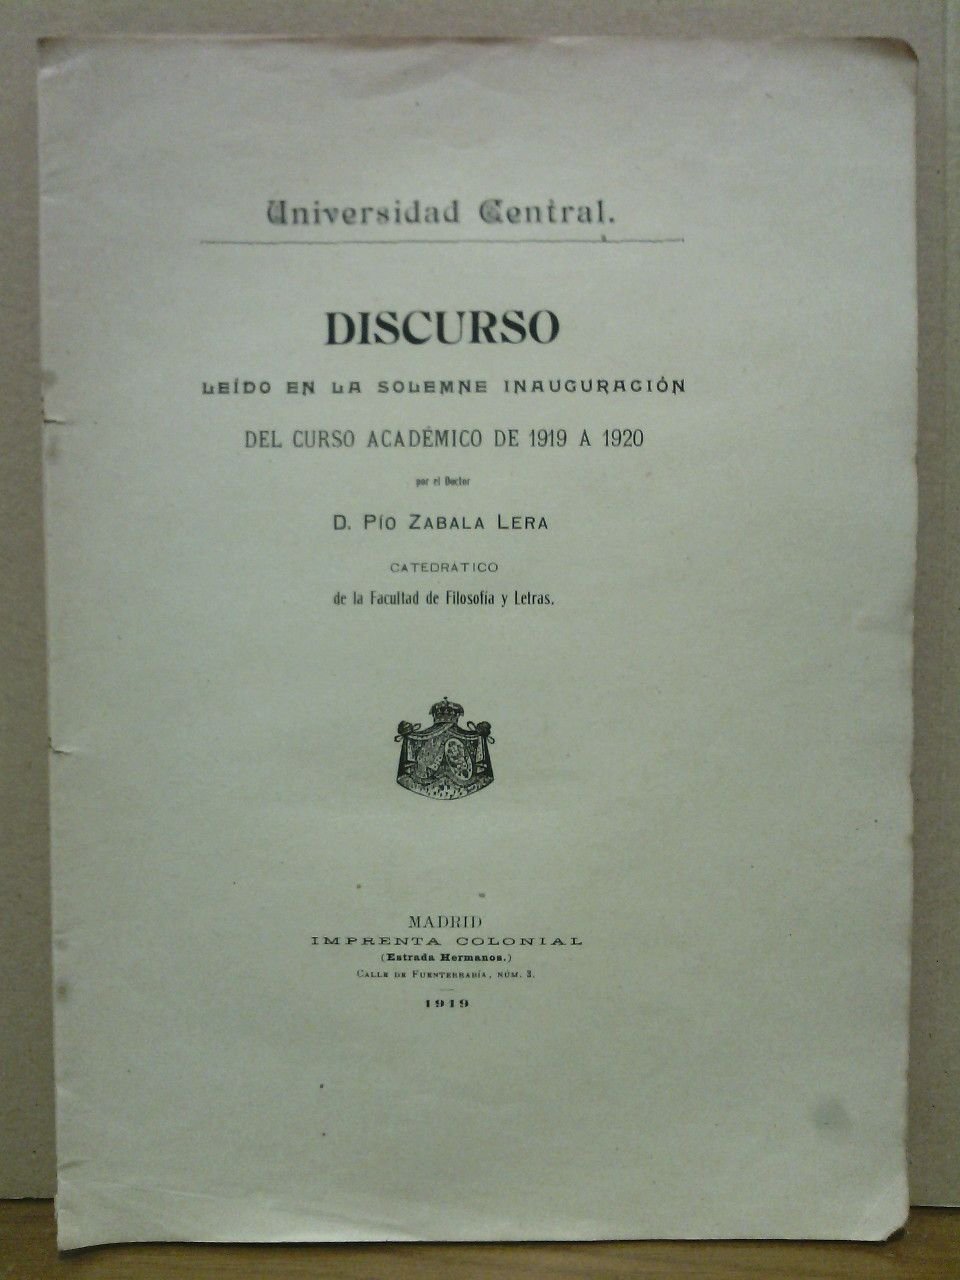 Universidad Central.
DISCURSO
LEÍDO EN LA SOLEMNE INAUGURACIÓN
DEL CURSO ACADÉMICO DE 1919 A 1920
por el Doctor
D. PÍO ZABALA LERA
CATEDRÁTICO
de la Facultad de Filosofía y Letras.
MADRID
IMPRENTA COLONIAL
(Estrada Hermanos.)
CALLE DE FUENTERRABÍA, NÚM. 3.
1919